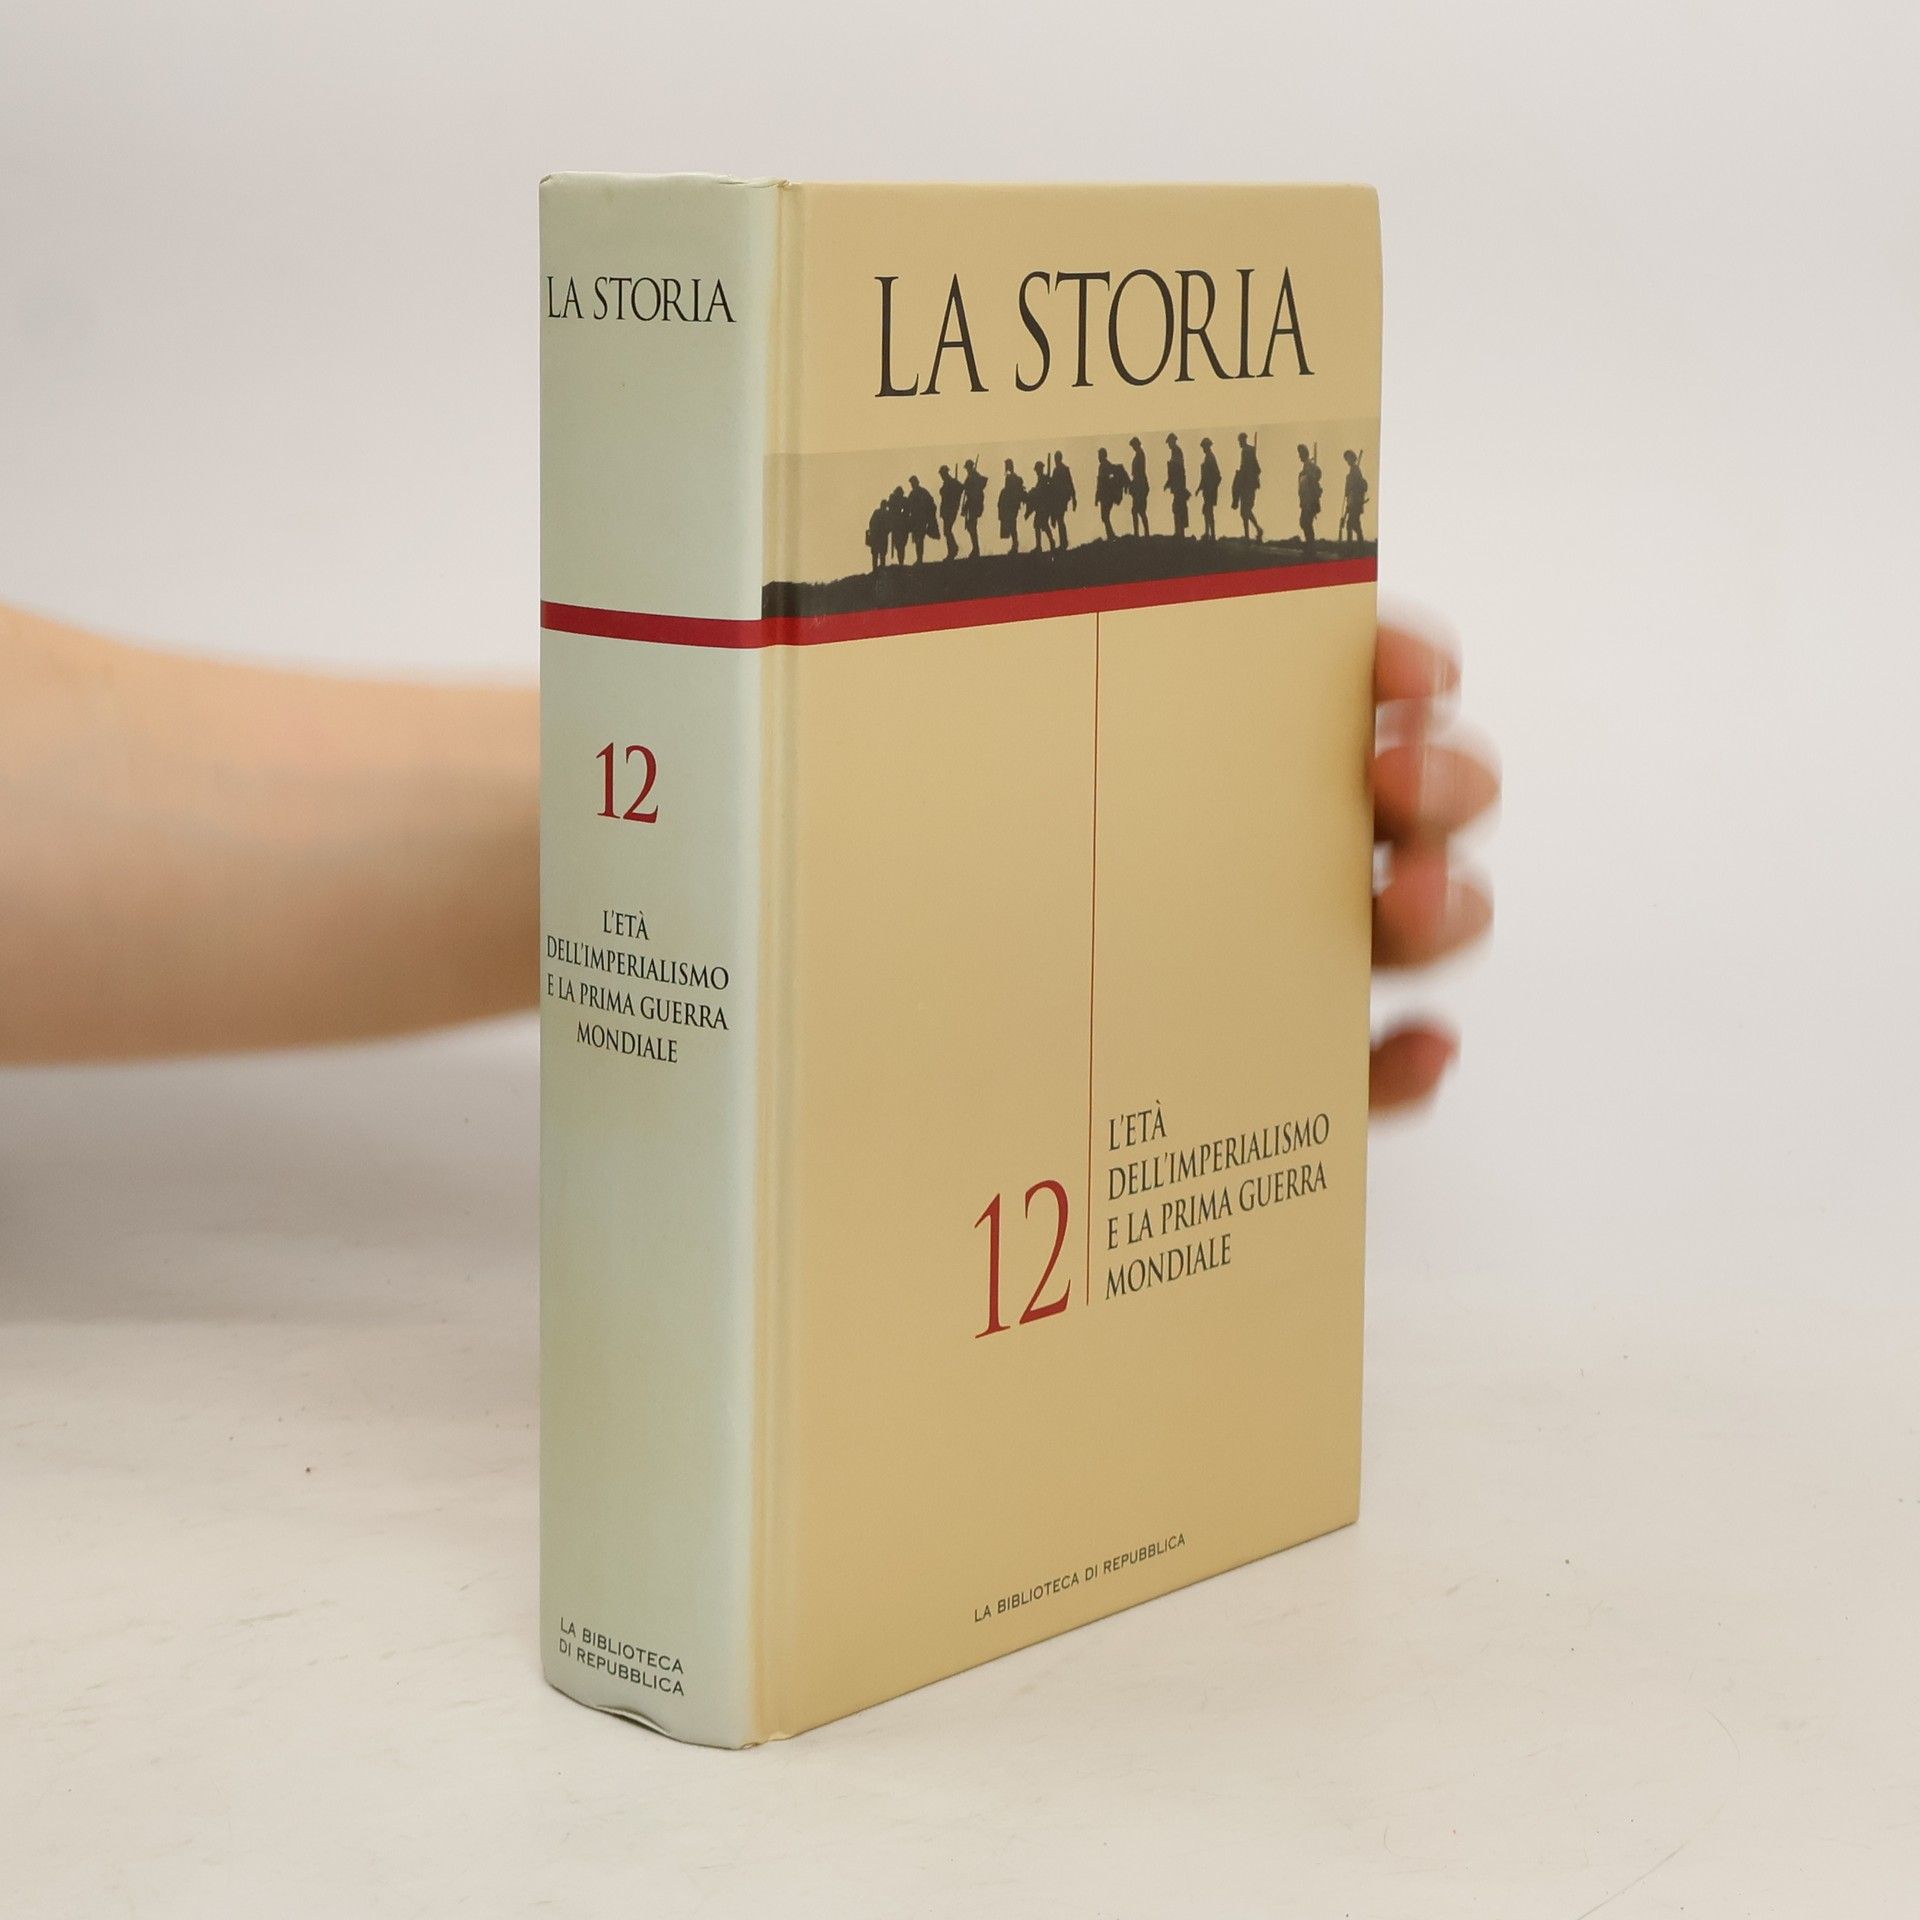 LA STORIA
12
L'ETÀ
DELL'IMPERIALISMO
E LA PRIMA GUERRA
MONDIALE
LA BIBLIOTECA
DI REPUBBLICA
LA STORIA
12
L'ETÀ
DELL'IMPERIALISMO
E LA PRIMA GUERRA
MONDIALE
LA BIBLIOTECA DI REPUBBLICA